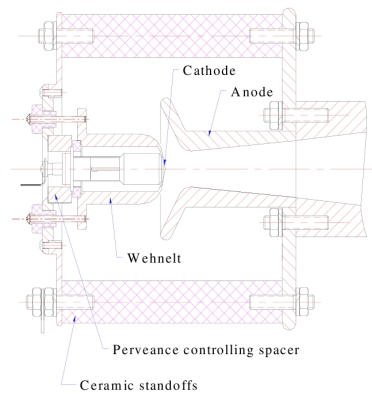 Cathode
Anode
Wehnelt
Perveance controlling spacer
Ceramic standoffs